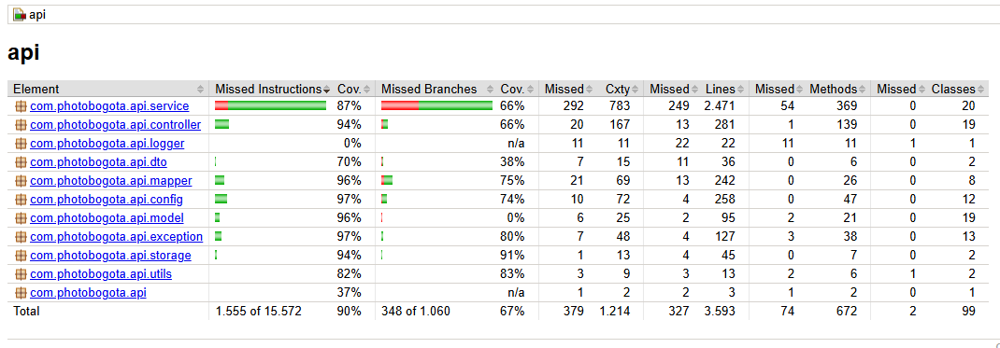 api
api
Element Missed Instructions Cov. Missed Branches Cov. Missed Cxty Missed Lines Missed Methods Missed Classes
com.photobogota.api.service 87% 66% 292 783 249 2.471 54 369 0 20
com.photobogota.api.controller 94% 66% 20 167 13 281 1 139 0 19
com.photobogota.api.logger 0% n/a 11 11 22 22 11 11 1 1
com.photobogota.api.dto 70% 38% 7 15 11 36 0 6 0 2
com.photobogota.api.mapper 96% 75% 21 69 13 242 0 26 0 8
com.photobogota.api.config 97% 74% 10 72 4 258 0 47 0 12
com.photobogota.api.model 96% 0% 6 25 2 95 2 21 0 19
com.photobogota.api.exception 97% 80% 7 48 4 127 3 38 0 13
com.photobogota.api.storage 94% 91% 1 13 4 45 0 7 0 2
com.photobogota.api.utils 82% 83% 3 9 3 13 2 6 1 2
com.photobogota.api 37% n/a 1 2 2 3 1 2 0 1
Total 1.555 of 15.572 90% 348 of 1.060 67% 379 1.214 327 3.593 74 672 2 99